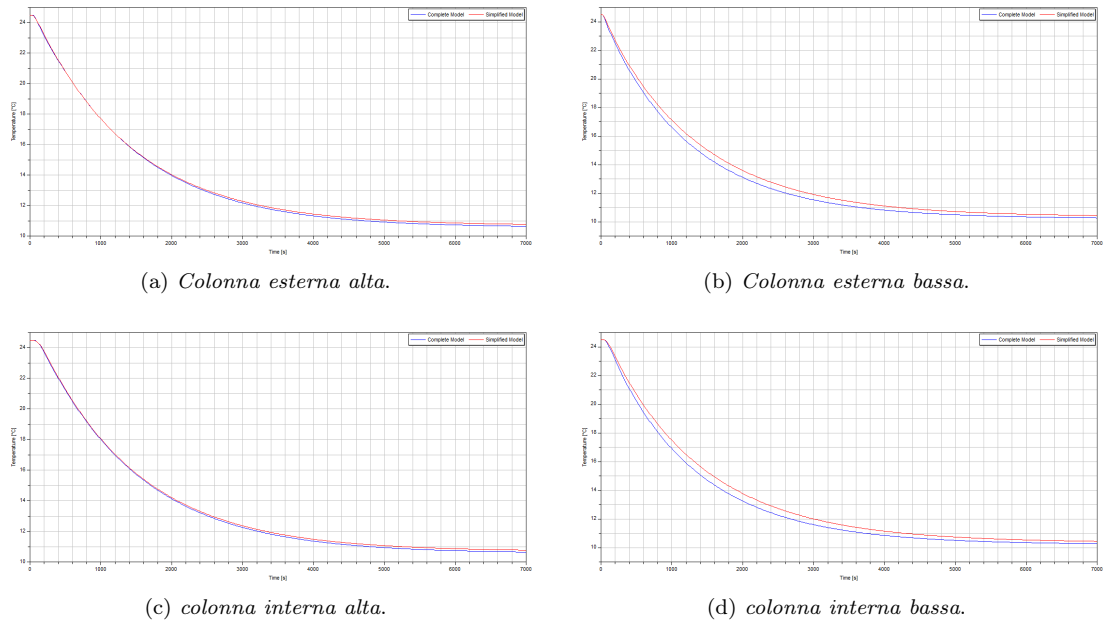 Complete Model Simplified Model
Temperature [°C]
24
22
20
18
16
14
12
10
0 1000 2000 3000 4000 5000 6000 7000
Time [s]
(a) Colonna esterna alta.
Complete Model Simplified Model
Temperature [°C]
24
22
20
18
16
14
12
10
0 1000 2000 3000 4000 5000 6000 7000
Time [s]
(b) Colonna esterna bassa.
Complete Model Simplified Model
Temperature [°C]
24
22
20
18
16
14
12
10
0 1000 2000 3000 4000 5000 6000 7000
Time [s]
(c) colonna interna alta.
Complete Model Simplified Model
Temperature [°C]
24
22
20
18
16
14
12
10
0 1000 2000 3000 4000 5000 6000 7000
Time [s]
(d) colonna interna bassa.